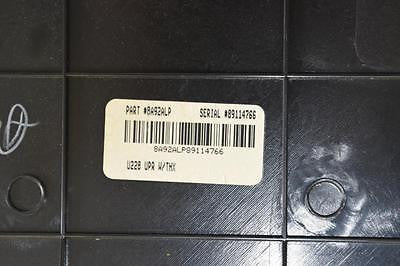 PART #8A92ALP SERIAL #89114766
8A92ALP89114766
U228 UPR W/THX